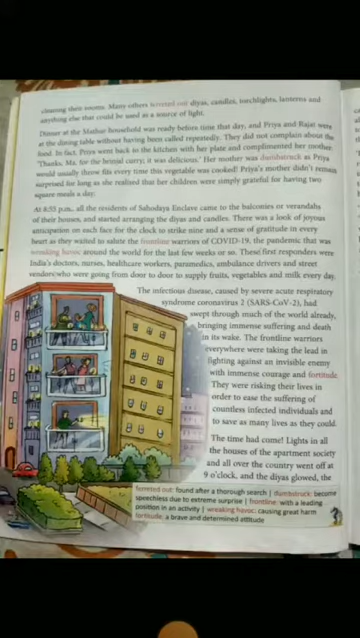 cleaning their rooms. Many others ferreted out diyas, candles, torchlights, lanterns and
anything else that could be used as a source of light.
Dinner at the Mathur household was ready before time that day, and Priya and Rajat were
at the dining table without having been called repeatedly. They did not complain about the
food. In fact, Priya went back to the kitchen with her plate and complimented her mother.
'Thanks, Ma, for the brinjal curry, it was delicious.' Her mother was dumbstruck as Priya
would usually throw fits every time this vegetable was cooked! Priya's mother didn't remain
surprised for long as she realised that her children were simply grateful for having two
square meals a day.
At 8:55 p.m., all the residents of Sahodaya Enclave came to the balconies or verandahs
of their houses, and started arranging the diyas and candles. There was a look of joyous
anticipation on each face for the clock to strike nine and a sense of gratitude in every
heart as they waited to salute the frontline warriors of COVID-19, the pandemic that was
wreaking havoc around the world for the last few weeks or so. These first responders were
India's doctors, nurses, healthcare workers, paramedics, ambulance drivers and street
vendors who were going from door to door to supply fruits, vegetables and milk every day.
The infectious disease, caused by severe acute respiratory
syndrome coronavirus 2 (SARS-CoV-2), had
swept through much of the world already,
bringing immense suffering and death
in its wake. The frontline warriors
everywhere were taking the lead in
fighting against an invisible enemy
with immense courage and fortitude.
They were risking their lives in
order to ease the suffering of
countless infected individuals and
to save as many lives as they could.
The time had come! Lights in all
the houses of the apartment society
and all over the country went off at
9 o'clock, and the diyas glowed, the
ferreted out: found after a thorough search | dumbstruck: become
speechless due to extreme surprise | frontline: with a leading
position in an activity | wreaking havoc: causing great harm
fortitude: a brave and determined attitude